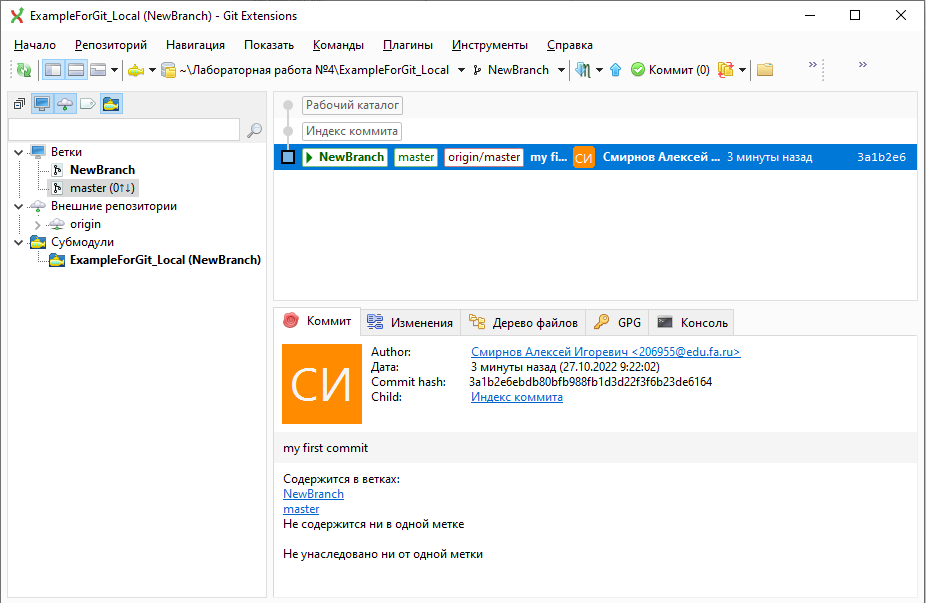 ExampleForGit_Local (NewBranch) - Git Extensions
Начало Репозиторий Навигация Показать Команды Плагины Инструменты Справка
~\Лабораторная работа №4\ExampleForGit_Local NewBranch Коммит (0) » »
Рабочий каталог
Индекс коммита
NewBranch master origin/master my fi... СИ Смирнов Алексей ... 3 минуты назад 3a1b2e6
Ветки
NewBranch
master (0↑↓)
Внешние репозитории
origin
Субмодули
ExampleForGit_Local (NewBranch)
Коммит Изменения Дерево файлов GPG Консоль
СИ
Author: Смирнов Алексей Игоревич <206955@edu.fa.ru>
Дата: 3 минуты назад (27.10.2022 9:22:02)
Commit hash: 3a1b2e6ebdb80bfb988fb1d3d22f3f6b23de6164
Child: Индекс коммита
my first commit
Содержится в ветках:
NewBranch
master
Не содержится ни в одной метке
Не унаследовано ни от одной метки